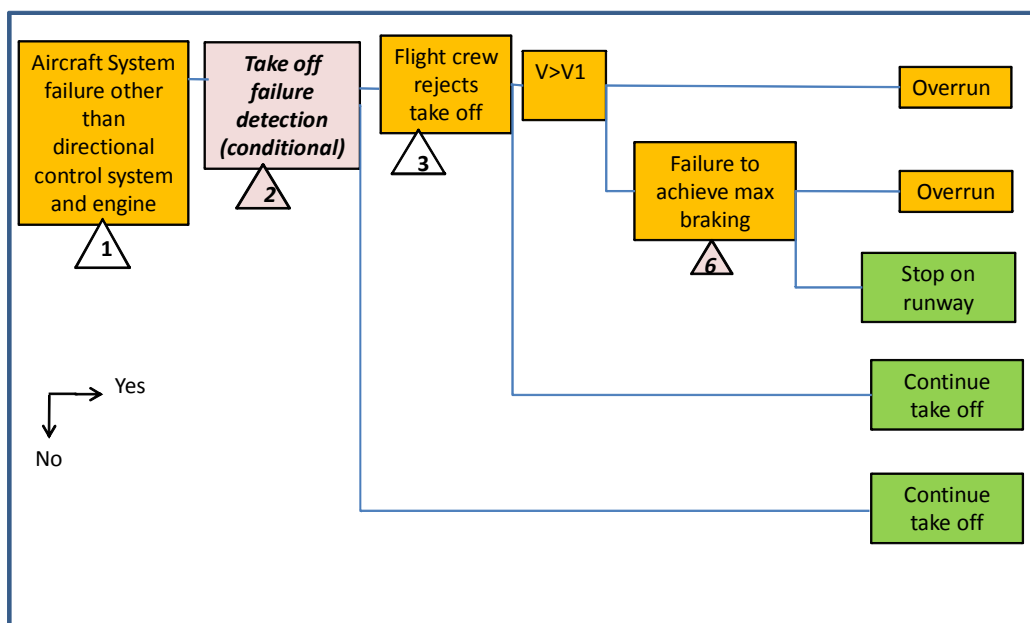 Aircraft System
failure other
than
directional
control system
and engine
1
Take off
failure
detection
(conditional)
2
Flight crew
rejects
take off
3
V>V1
Overrun
Failure to
achieve max
braking
6
Overrun
Stop on
runway
Yes
No
Continue
take off
Continue
take off